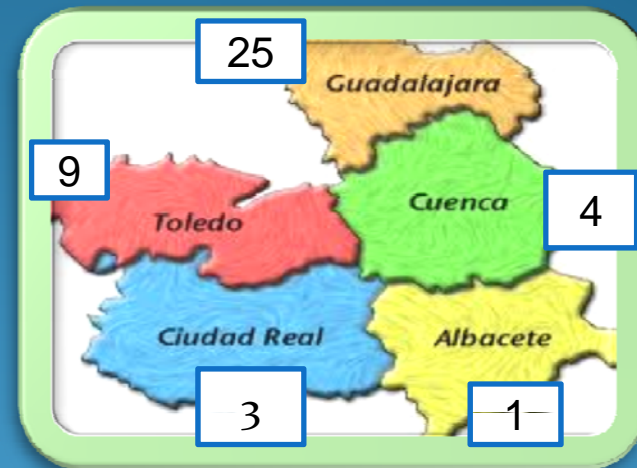 25
Guadalajara
9
Toledo
Cuenca
4
Ciudad Real
Albacete
3
1